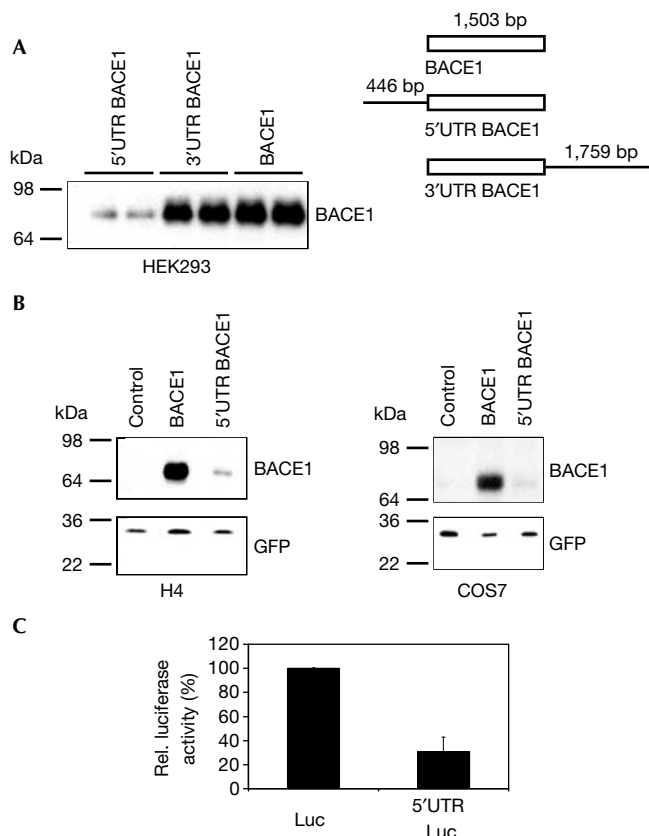 A
5′UTR BACE1
3′UTR BACE1
BACE1
kDa
98
64
BACE1
HEK293
1,503 bp
BACE1
446 bp
5′UTR BACE1
1,759 bp
3′UTR BACE1
B
Control
BACE1
5′UTR BACE1
kDa
98
64
BACE1
36
22
GFP
H4
Control
BACE1
5′UTR BACE1
kDa
98
64
BACE1
36
22
GFP
COS7
C
Rel. luciferase
activity (%)
120
100
80
60
40
20
0
Luc
5′UTR
Luc